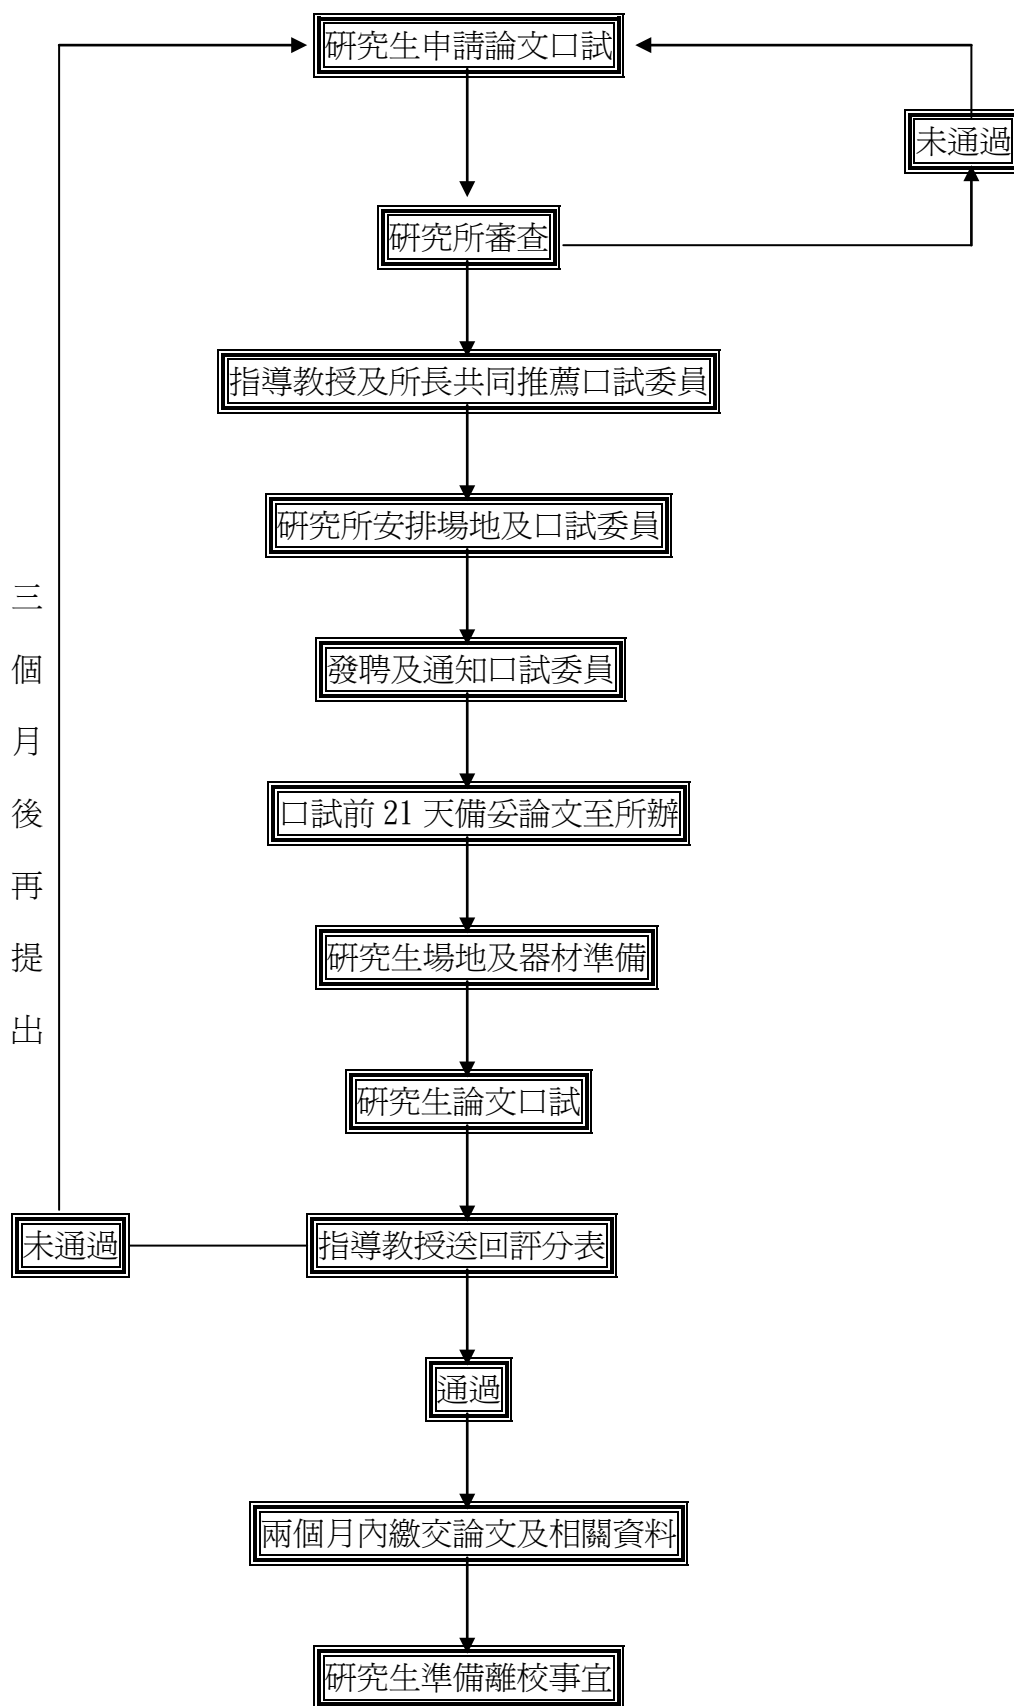 研究生申請論文口試
未通過
研究所審查
指導教授及所長共同推薦口試委員
研究所安排場地及口試委員
發聘及通知口試委員
口試前 21 天備妥論文至所辦
研究生場地及器材準備
研究生論文口試
三個月後再提出
未通過
指導教授送回評分表
通過
兩個月內繳交論文及相關資料
研究生準備離校事宜